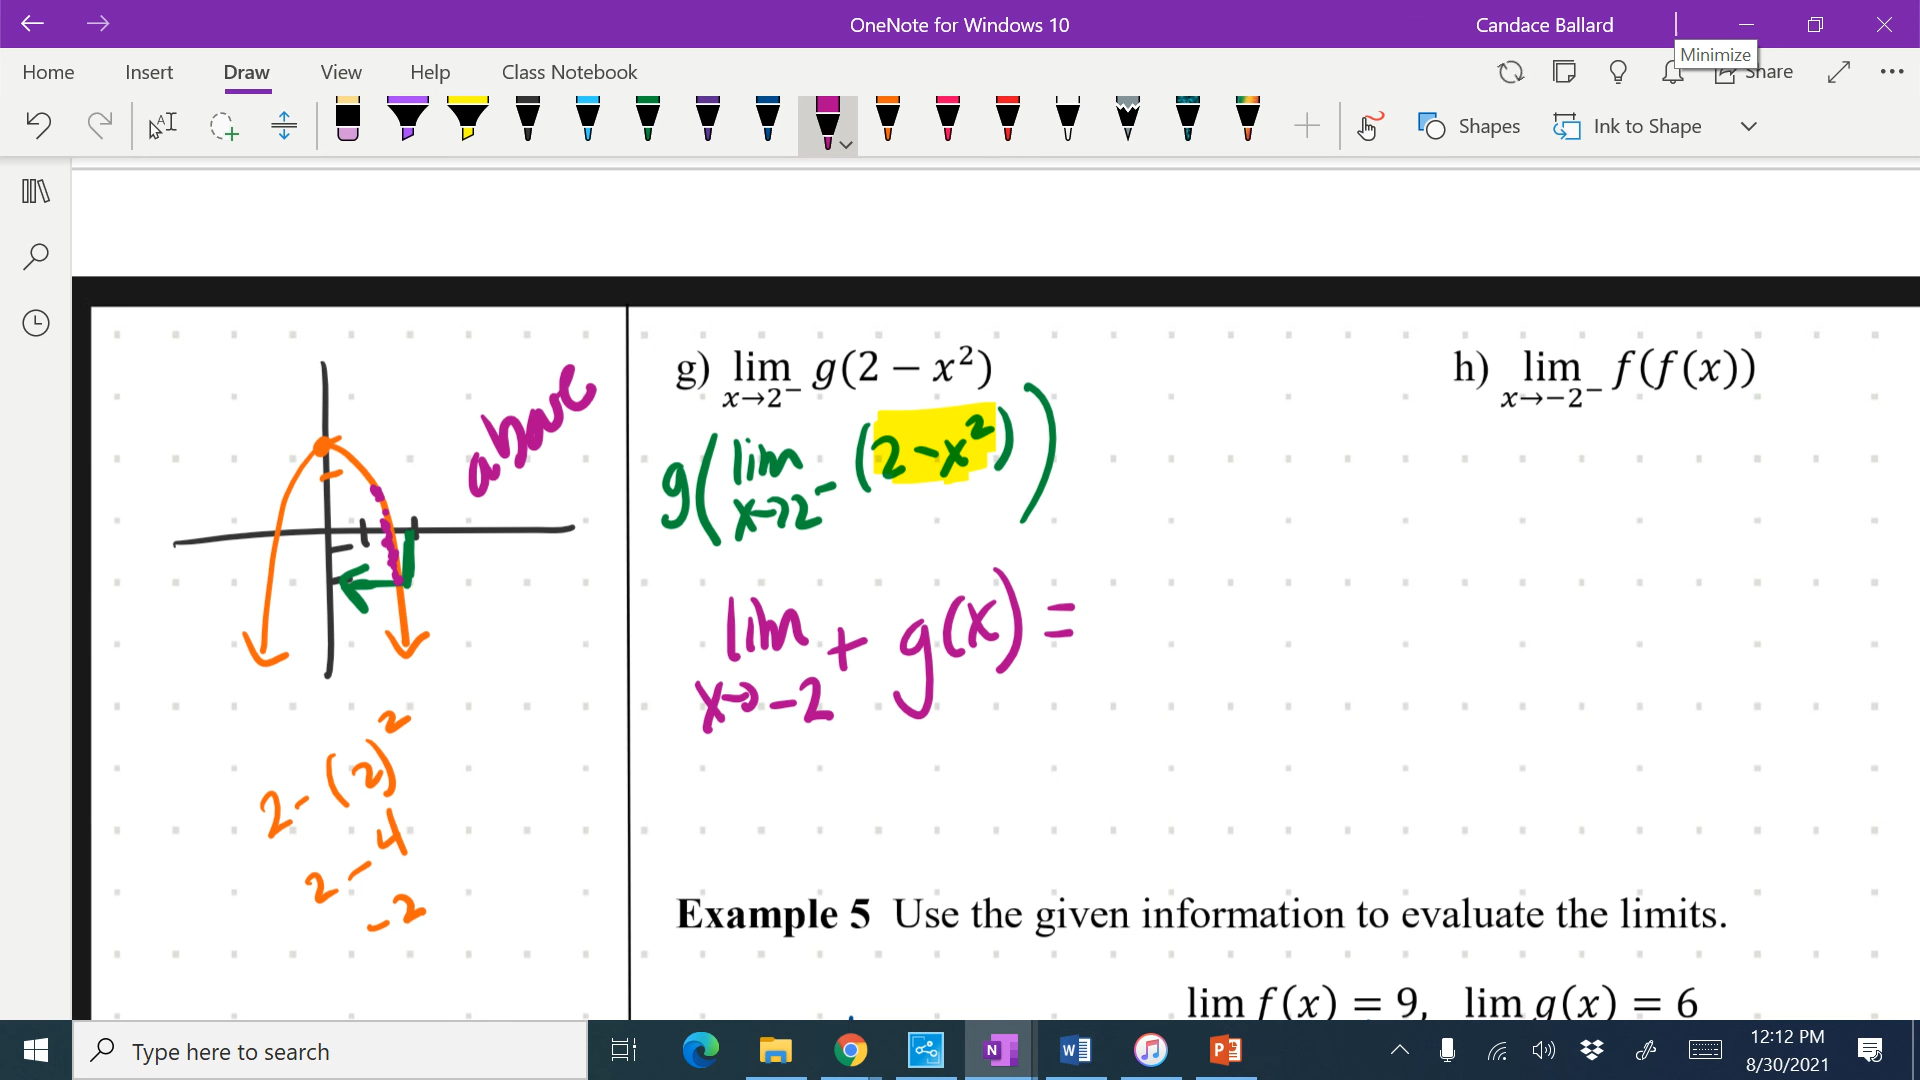 OneNote for Windows 10
Candace Ballard
Minimize
Home Insert Draw View Help Class Notebook Share
Shapes Ink to Shape
above
2-(2)²
2-4
-2
g) lim x→2⁻ g(2 − x²)
g(lim x→2⁻ (2-x²))
lim x→-2⁺ g(x) =
h) lim x→−2⁻ f(f(x))
Example 5 Use the given information to evaluate the limits.
lim f(x) = 9, lim g(x) = 6
Type here to search
12:12 PM
8/30/2021